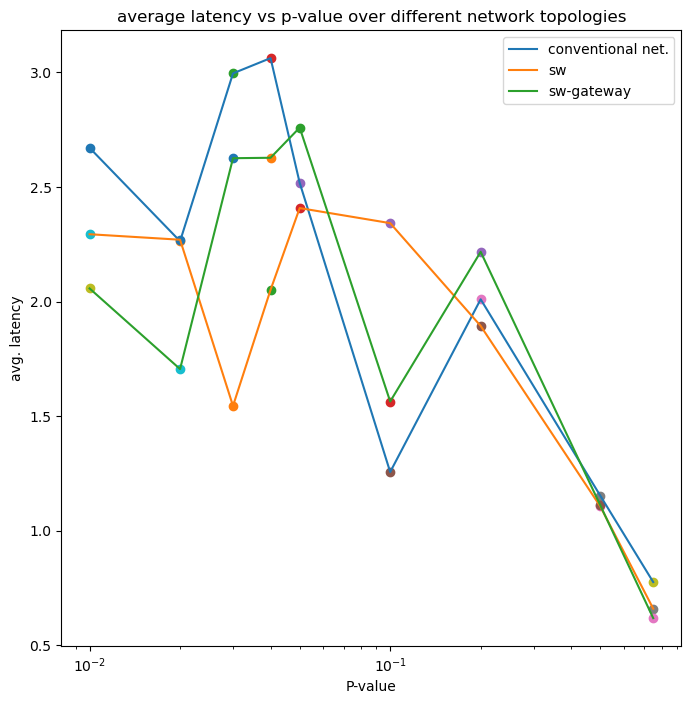 average latency vs p-value over different network topologies
conventional net.
sw
sw-gateway
3.0
2.5
2.0
1.5
1.0
0.5
avg. latency
10⁻²
10⁻¹
P-value